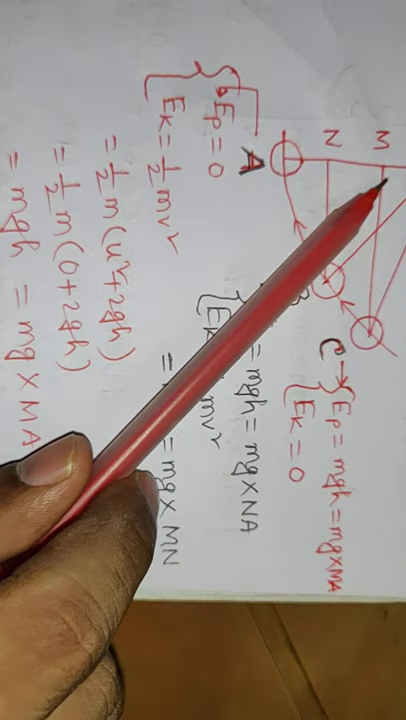 M
N
A
C → { Ep = mgh = mg × MA
Ek = 0
= mgh = mg × NA
{ Ek
mv²
= mg × MN
{ Ep = 0
Ek = ½ mv²
= ½ m (u² + 2gh)
= ½ m (0 + 2gh)
= mgh = mg × MA